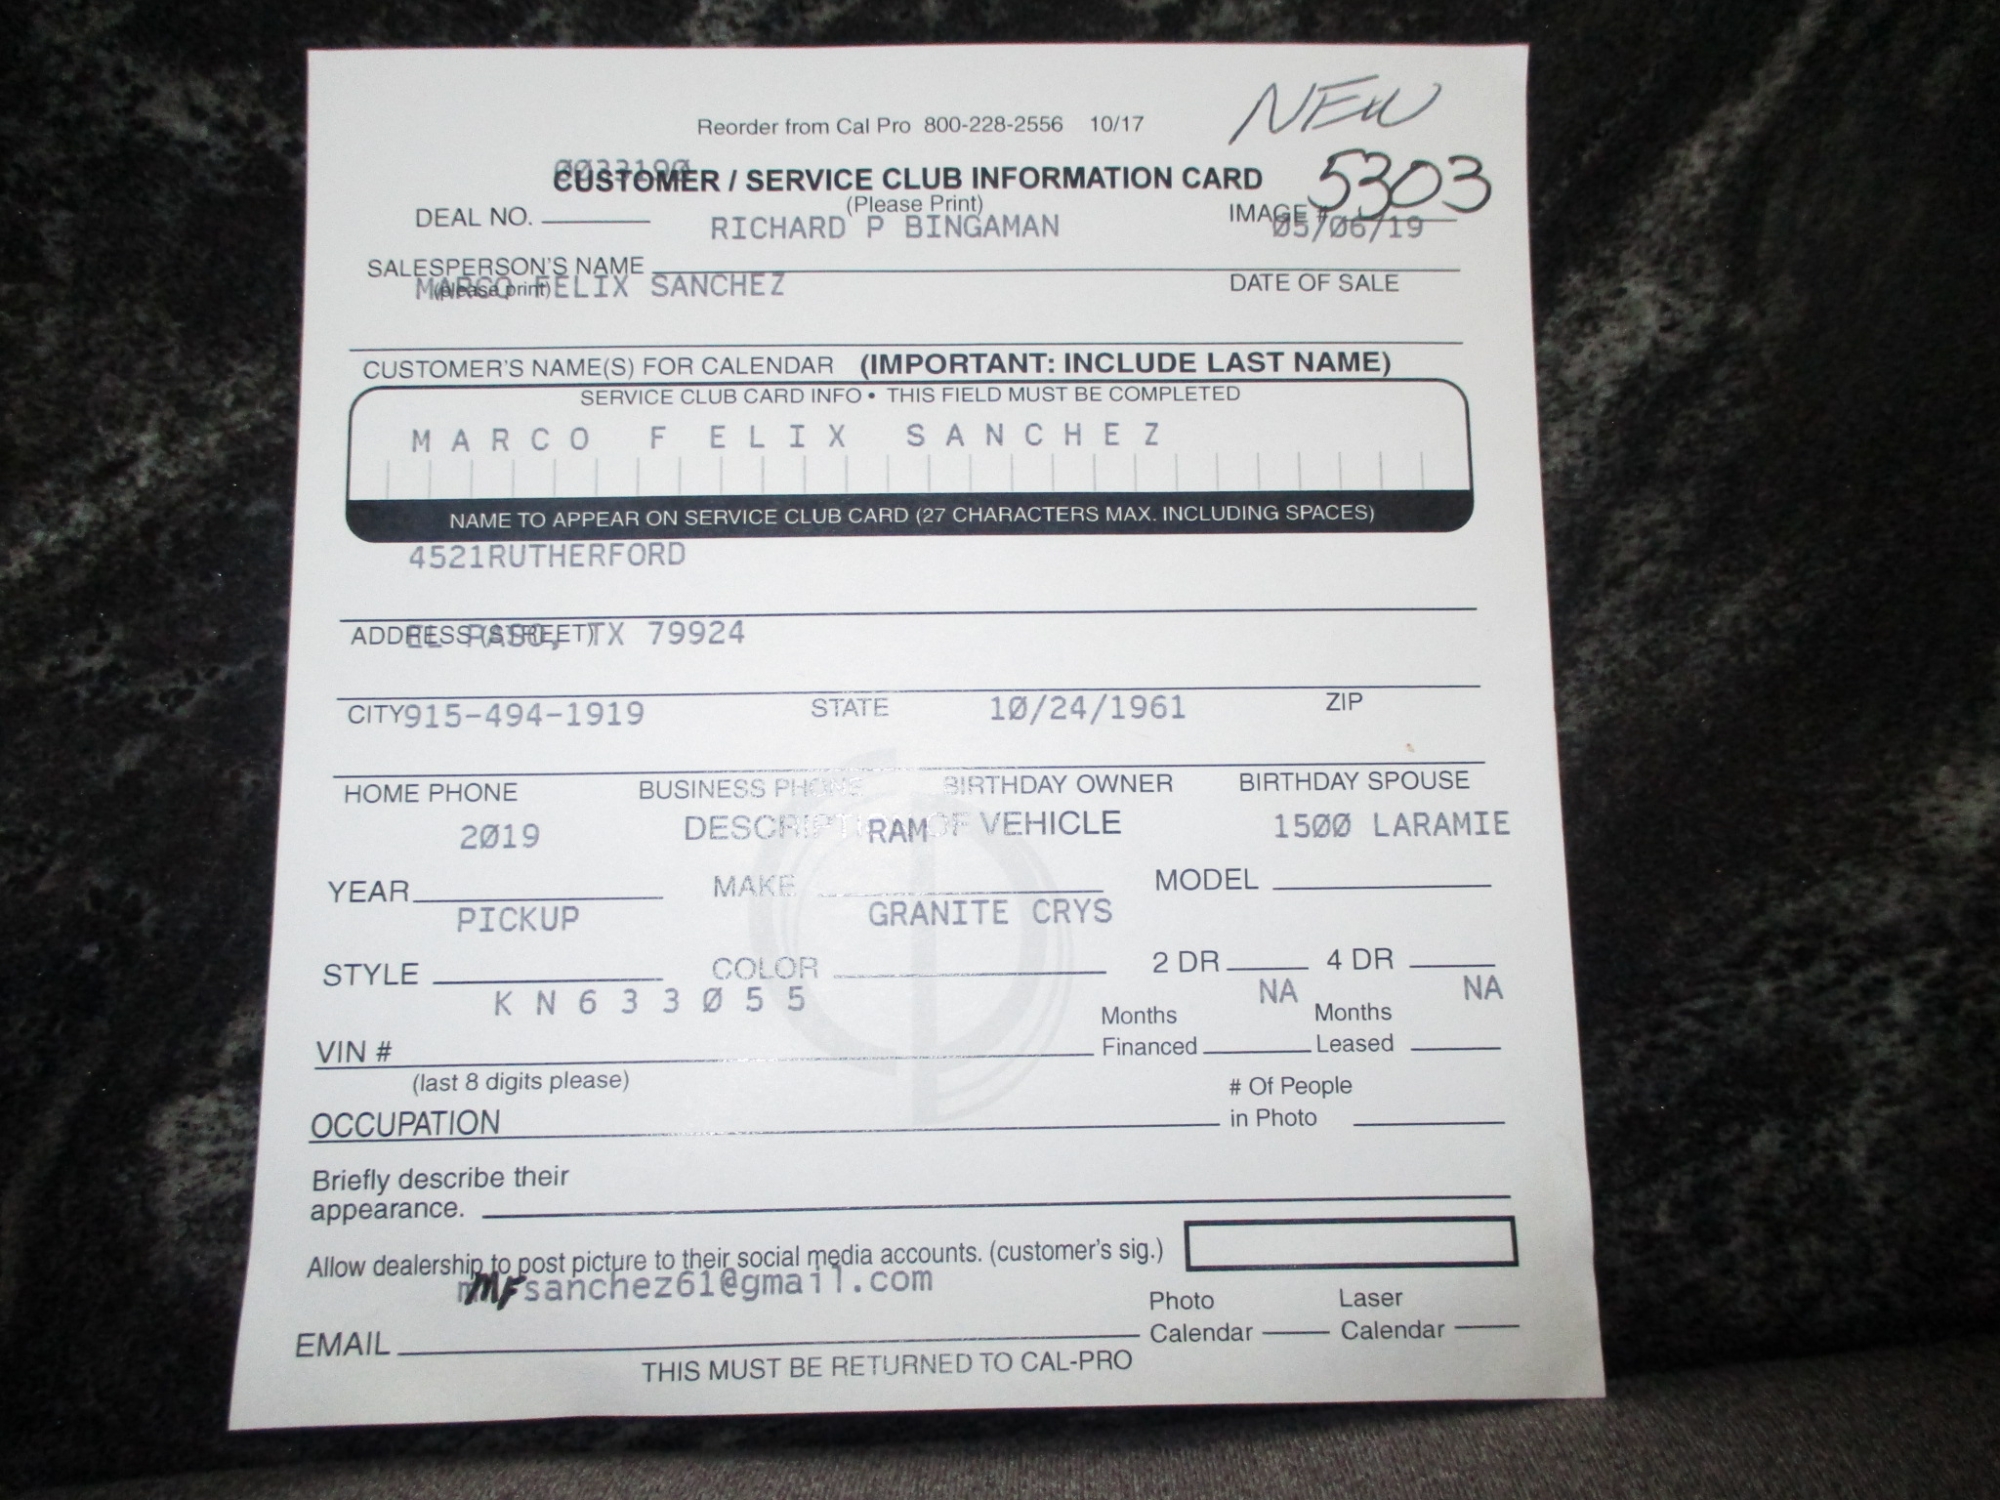 NEW
Reorder from Cal Pro 800-228-2556 10/17
0033190
CUSTOMER / SERVICE CLUB INFORMATION CARD 5303
(Please Print)
DEAL NO. RICHARD P BINGAMAN IMAGE # 05/06/19
SALESPERSON'S NAME
(please print) MARCO FELIX SANCHEZ DATE OF SALE
CUSTOMER'S NAME(S) FOR CALENDAR (IMPORTANT: INCLUDE LAST NAME)
SERVICE CLUB CARD INFO • THIS FIELD MUST BE COMPLETED
MARCO FELIX SANCHEZ
NAME TO APPEAR ON SERVICE CLUB CARD (27 CHARACTERS MAX. INCLUDING SPACES)
4521RUTHERFORD
ADDRESS (STREET) EL PASO, TX 79924
CITY 915-494-1919 STATE 10/24/1961 ZIP
HOME PHONE BUSINESS PHONE BIRTHDAY OWNER BIRTHDAY SPOUSE
2019 DESCRIPTION OF VEHICLE RAM 1500 LARAMIE
YEAR MAKE MODEL
PICKUP GRANITE CRYS
STYLE COLOR 2 DR 4 DR
KN633055 NA NA
VIN # Months Financed Months Leased
(last 8 digits please) # Of People
OCCUPATION in Photo
Briefly describe their
appearance.
Allow dealership to post picture to their social media accounts. (customer's sig.)
MFsanchez61@gmail.com
EMAIL Photo Calendar Laser Calendar
THIS MUST BE RETURNED TO CAL-PRO